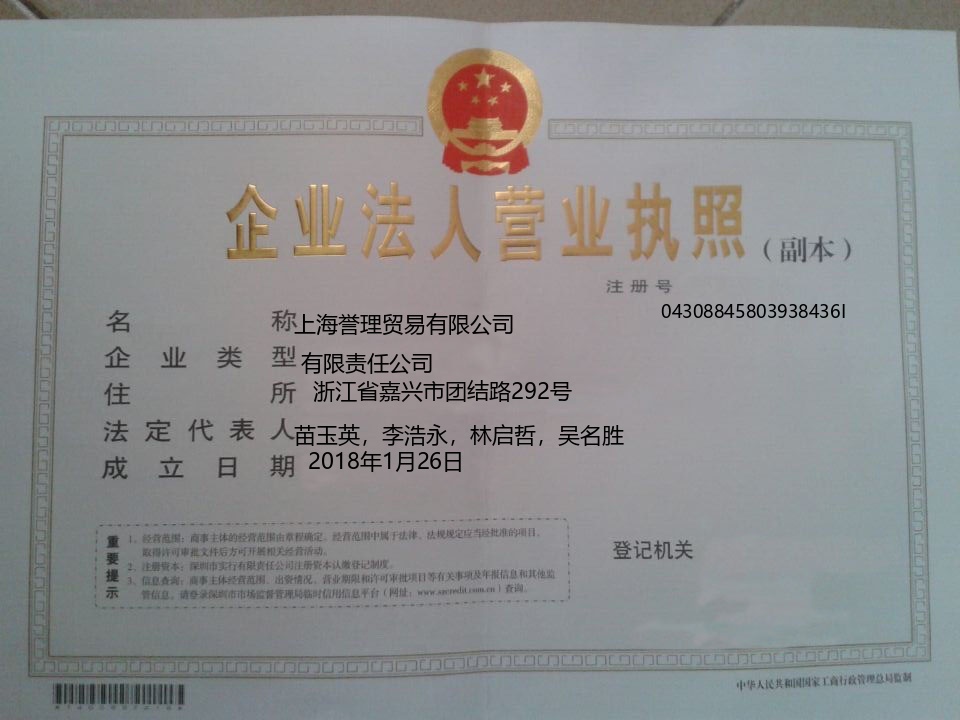 企业法人营业执照（副本）
注册号
04308845803938436l
名称上海誉理贸易有限公司
企业类型有限责任公司
住所浙江省嘉兴市团结路292号
法定代表人苗玉英，李浩永，林启哲，吴名胜
成立日期2018年1月26日
重要提示
1、经营范围：商事主体的经营范围由章程确定。经营范围中属于法律、法规规定应当经批准的项目，
取得许可审批文件后方可开展相关经营活动。
2、注册资本：深圳市实行有限责任公司注册资本认缴登记制度。
3、信息查询：商事主体经营范围、出资情况、营业期限和许可审批项目等有关事项及年报信息和其他监
管信息，请登录深圳市市场监督管理局临时信用信息平台（网址：www.szcredit.com.cn）查询。
登记机关
中华人民共和国国家工商行政管理总局监制